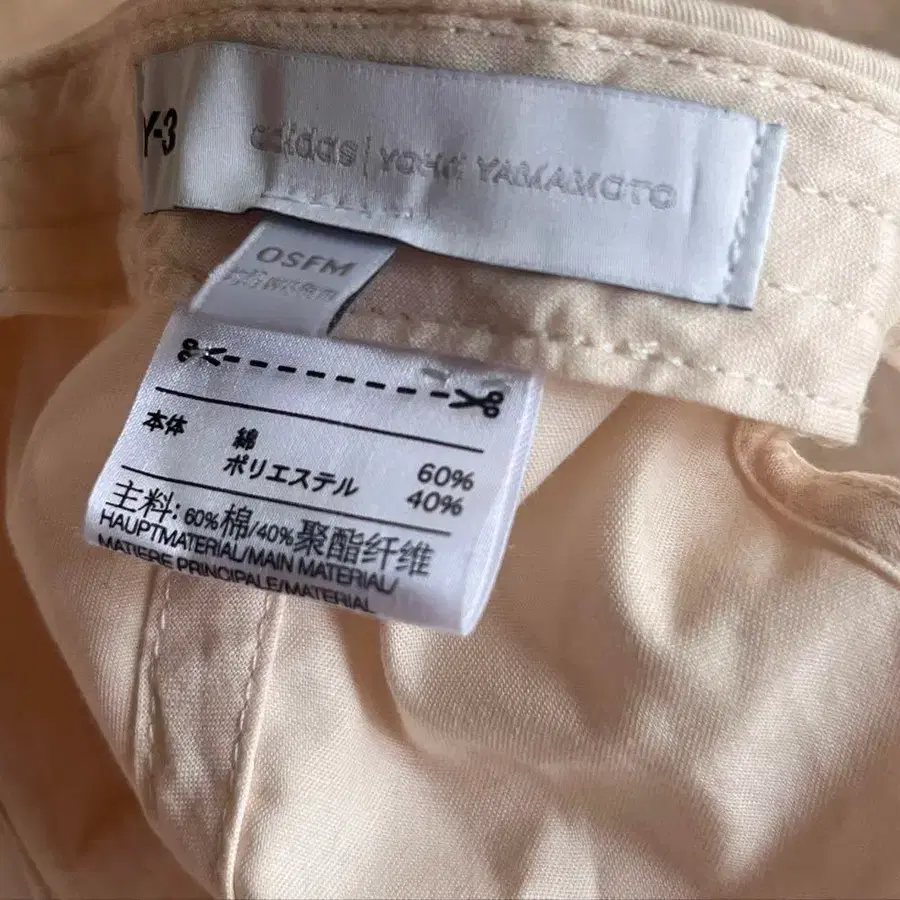 Y-3
adidas | YOHJI YAMAMOTO
OSFM
本体 綿 60%
ポリエステル 40%
主料: 60%棉/40%聚酯纤维
HAUPTMATERIAL/MAIN MATERIAL/
MATIERE PRINCIPALE/MATERIAL